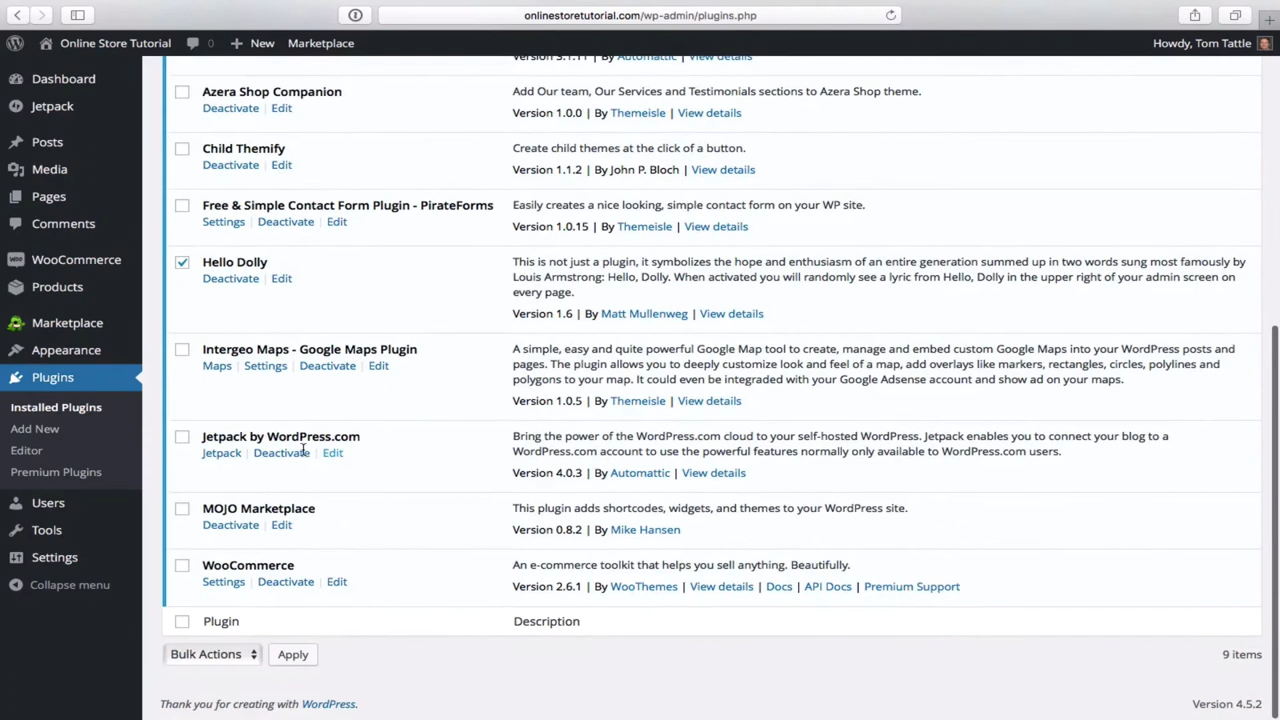 onlinestoretutorial.com/wp-admin/plugins.php
Online Store Tutorial 0 New Marketplace Howdy, Tom Tattle
Dashboard
Jetpack
Posts
Media
Pages
Comments
WooCommerce
Products
Marketplace
Appearance
Plugins
Installed Plugins
Add New
Editor
Premium Plugins
Users
Tools
Settings
Collapse menu
Version 3.1.11 | By Automattic | View details
Azera Shop Companion
Deactivate | Edit
Add Our team, Our Services and Testimonials sections to Azera Shop theme.
Version 1.0.0 | By Themeisle | View details
Child Themify
Deactivate | Edit
Create child themes at the click of a button.
Version 1.1.2 | By John P. Bloch | View details
Free & Simple Contact Form Plugin - PirateForms
Settings | Deactivate | Edit
Easily creates a nice looking, simple contact form on your WP site.
Version 1.0.15 | By Themeisle | View details
Hello Dolly
Deactivate | Edit
This is not just a plugin, it symbolizes the hope and enthusiasm of an entire generation summed up in two words sung most famously by
Louis Armstrong: Hello, Dolly. When activated you will randomly see a lyric from Hello, Dolly in the upper right of your admin screen on
every page.
Version 1.6 | By Matt Mullenweg | View details
Intergeo Maps - Google Maps Plugin
Maps | Settings | Deactivate | Edit
A simple, easy and quite powerful Google Map tool to create, manage and embed custom Google Maps into your WordPress posts and
pages. The plugin allows you to deeply customize look and feel of a map, add overlays like markers, rectangles, circles, polylines and
polygons to your map. It could even be integrated with your Google Adsense account and show ad on your maps.
Version 1.0.5 | By Themeisle | View details
Jetpack by WordPress.com
Jetpack | Deactivate | Edit
Bring the power of the WordPress.com cloud to your self-hosted WordPress. Jetpack enables you to connect your blog to a
WordPress.com account to use the powerful features normally only available to WordPress.com users.
Version 4.0.3 | By Automattic | View details
MOJO Marketplace
Deactivate | Edit
This plugin adds shortcodes, widgets, and themes to your WordPress site.
Version 0.8.2 | By Mike Hansen
WooCommerce
Settings | Deactivate | Edit
An e-commerce toolkit that helps you sell anything. Beautifully.
Version 2.6.1 | By WooThemes | View details | Docs | API Docs | Premium Support
Plugin Description
Bulk Actions Apply 9 items
Thank you for creating with WordPress. Version 4.5.2